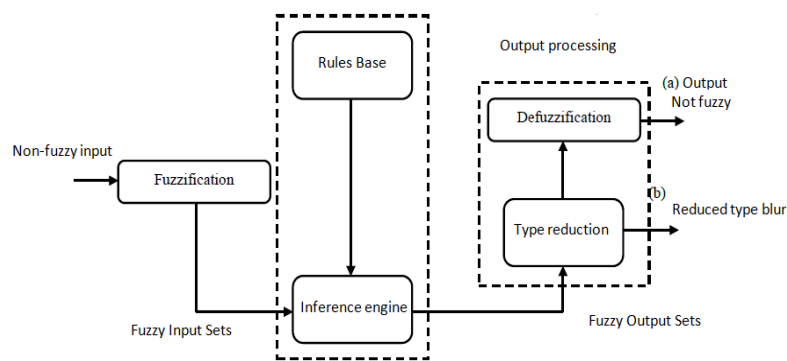 Output processing
Rules Base
(a) Output
Not fuzzy
Defuzzification
Non-fuzzy input
Fuzzification
(b)
Reduced type blur
Type reduction
Inference engine
Fuzzy Input Sets
Fuzzy Output Sets